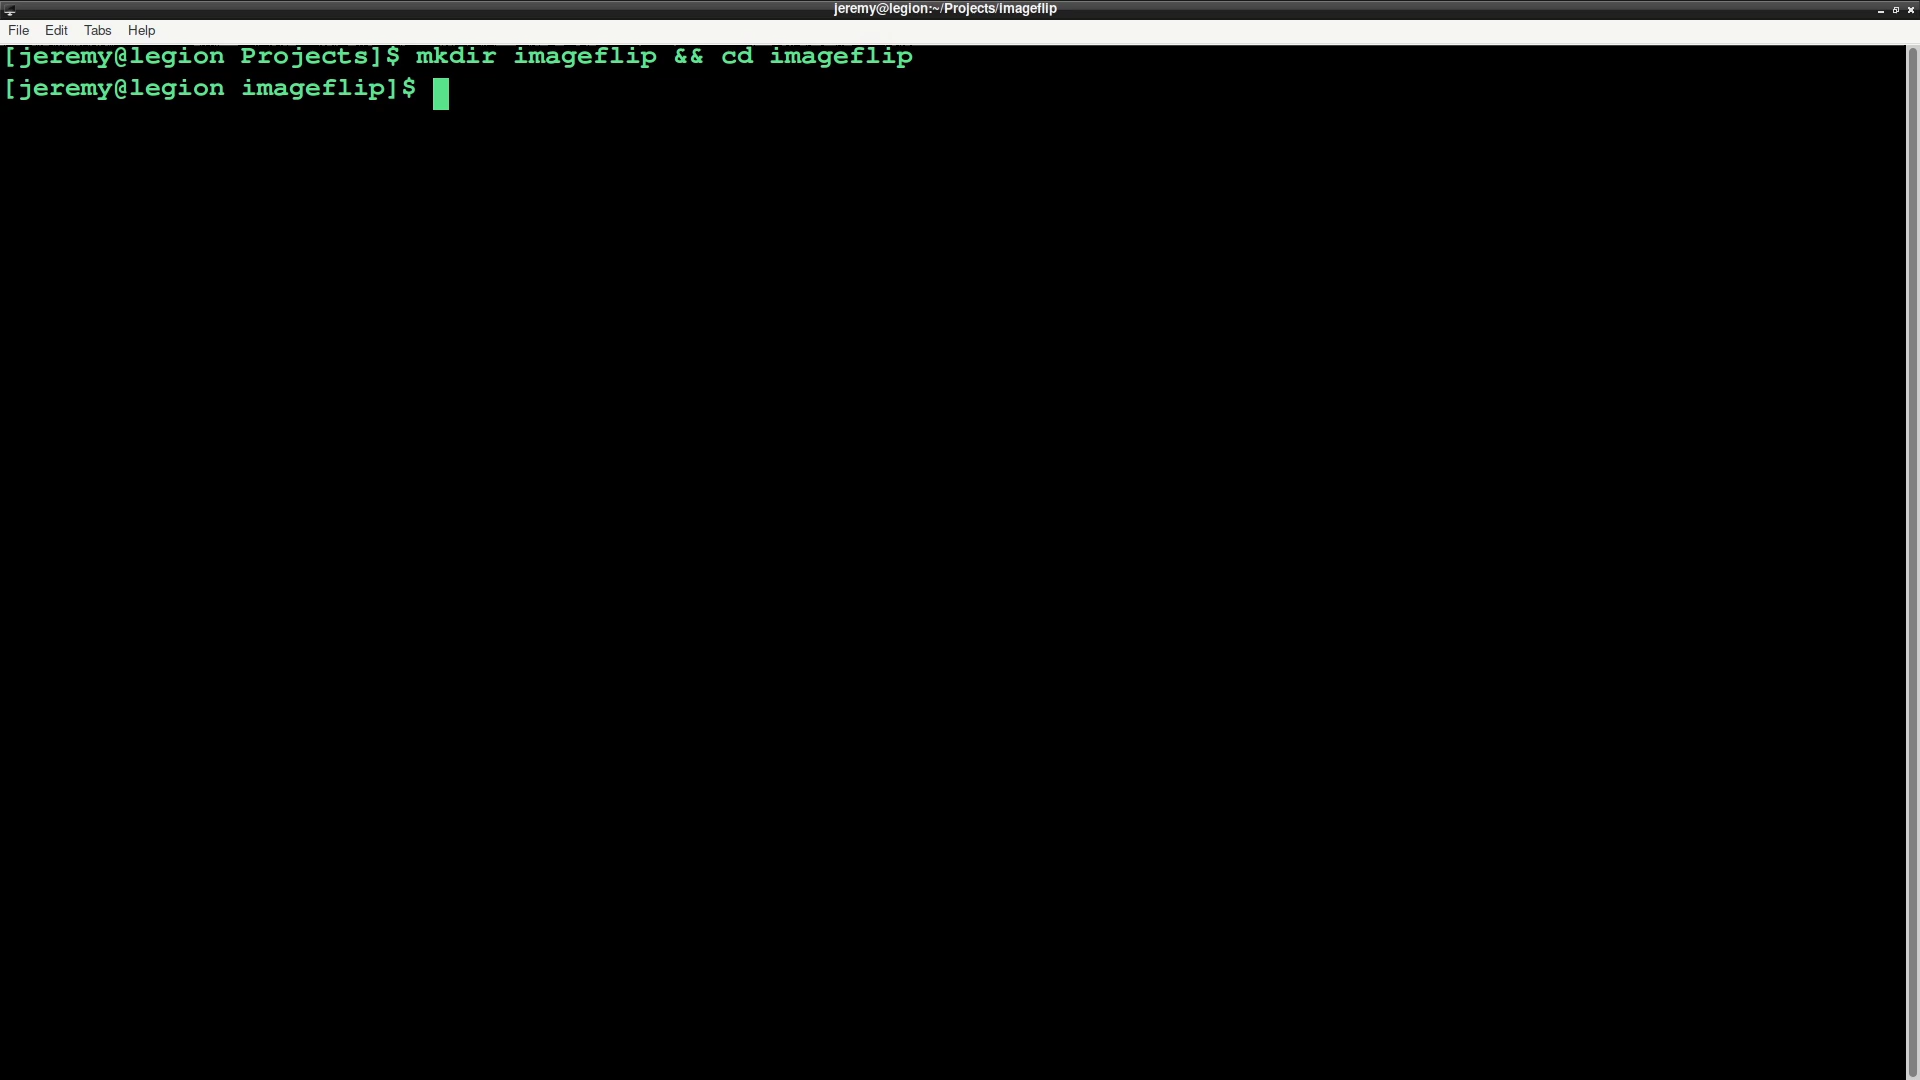 jeremy@legion:~/Projects/imageflip
File Edit Tabs Help
[jeremy@legion Projects]$ mkdir imageflip && cd imageflip
[jeremy@legion imageflip]$